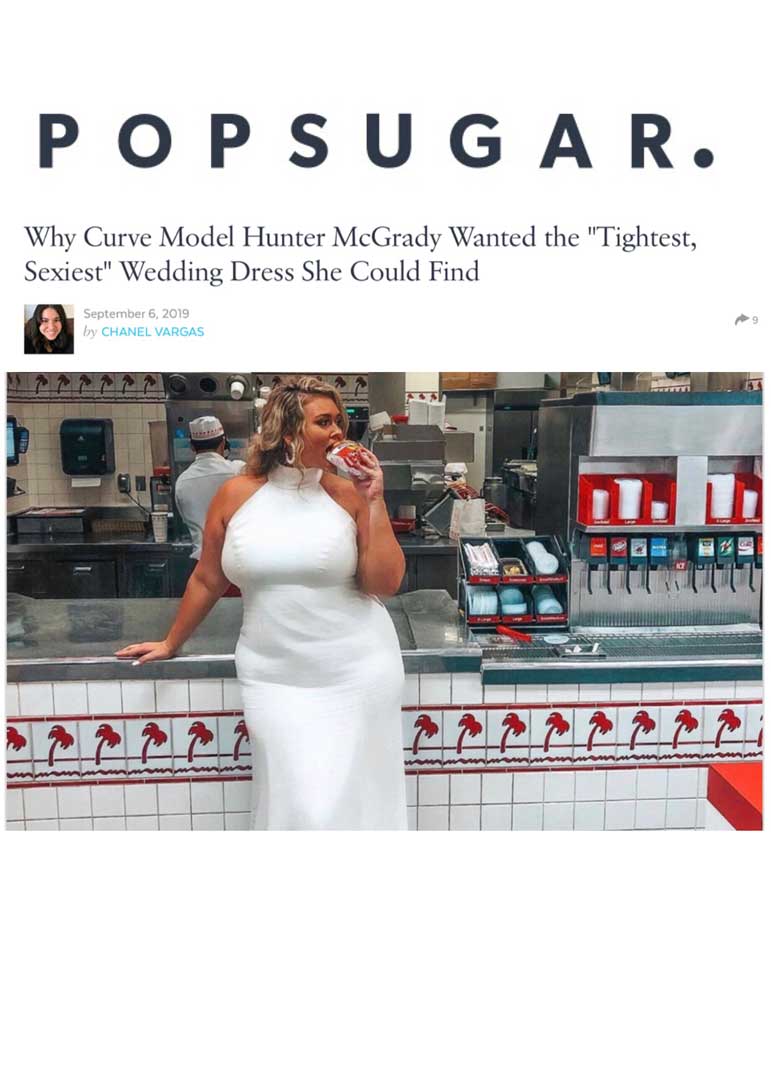 POPSUGAR.
Why Curve Model Hunter McGrady Wanted the "Tightest,
Sexiest" Wedding Dress She Could Find
September 6, 2019
by CHANEL VARGAS
9